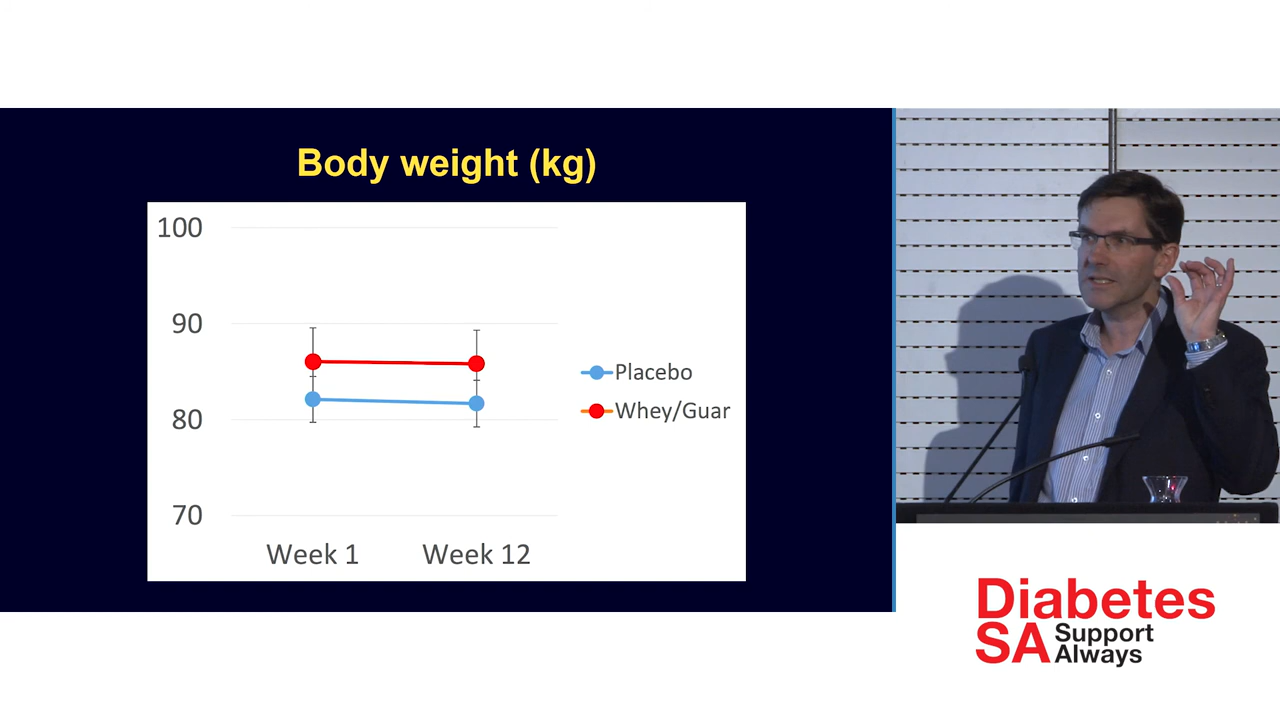 Body weight (kg)
100
90
80
70
Week 1
Week 12
Placebo
Whey/Guar
Diabetes
SA Support
Always